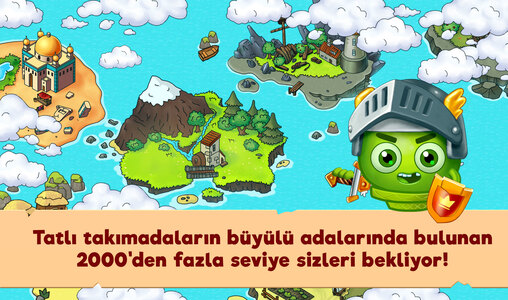 Tatlı takımadaların büyülü adalarında bulunan
2000'den fazla seviye sizleri bekliyor!